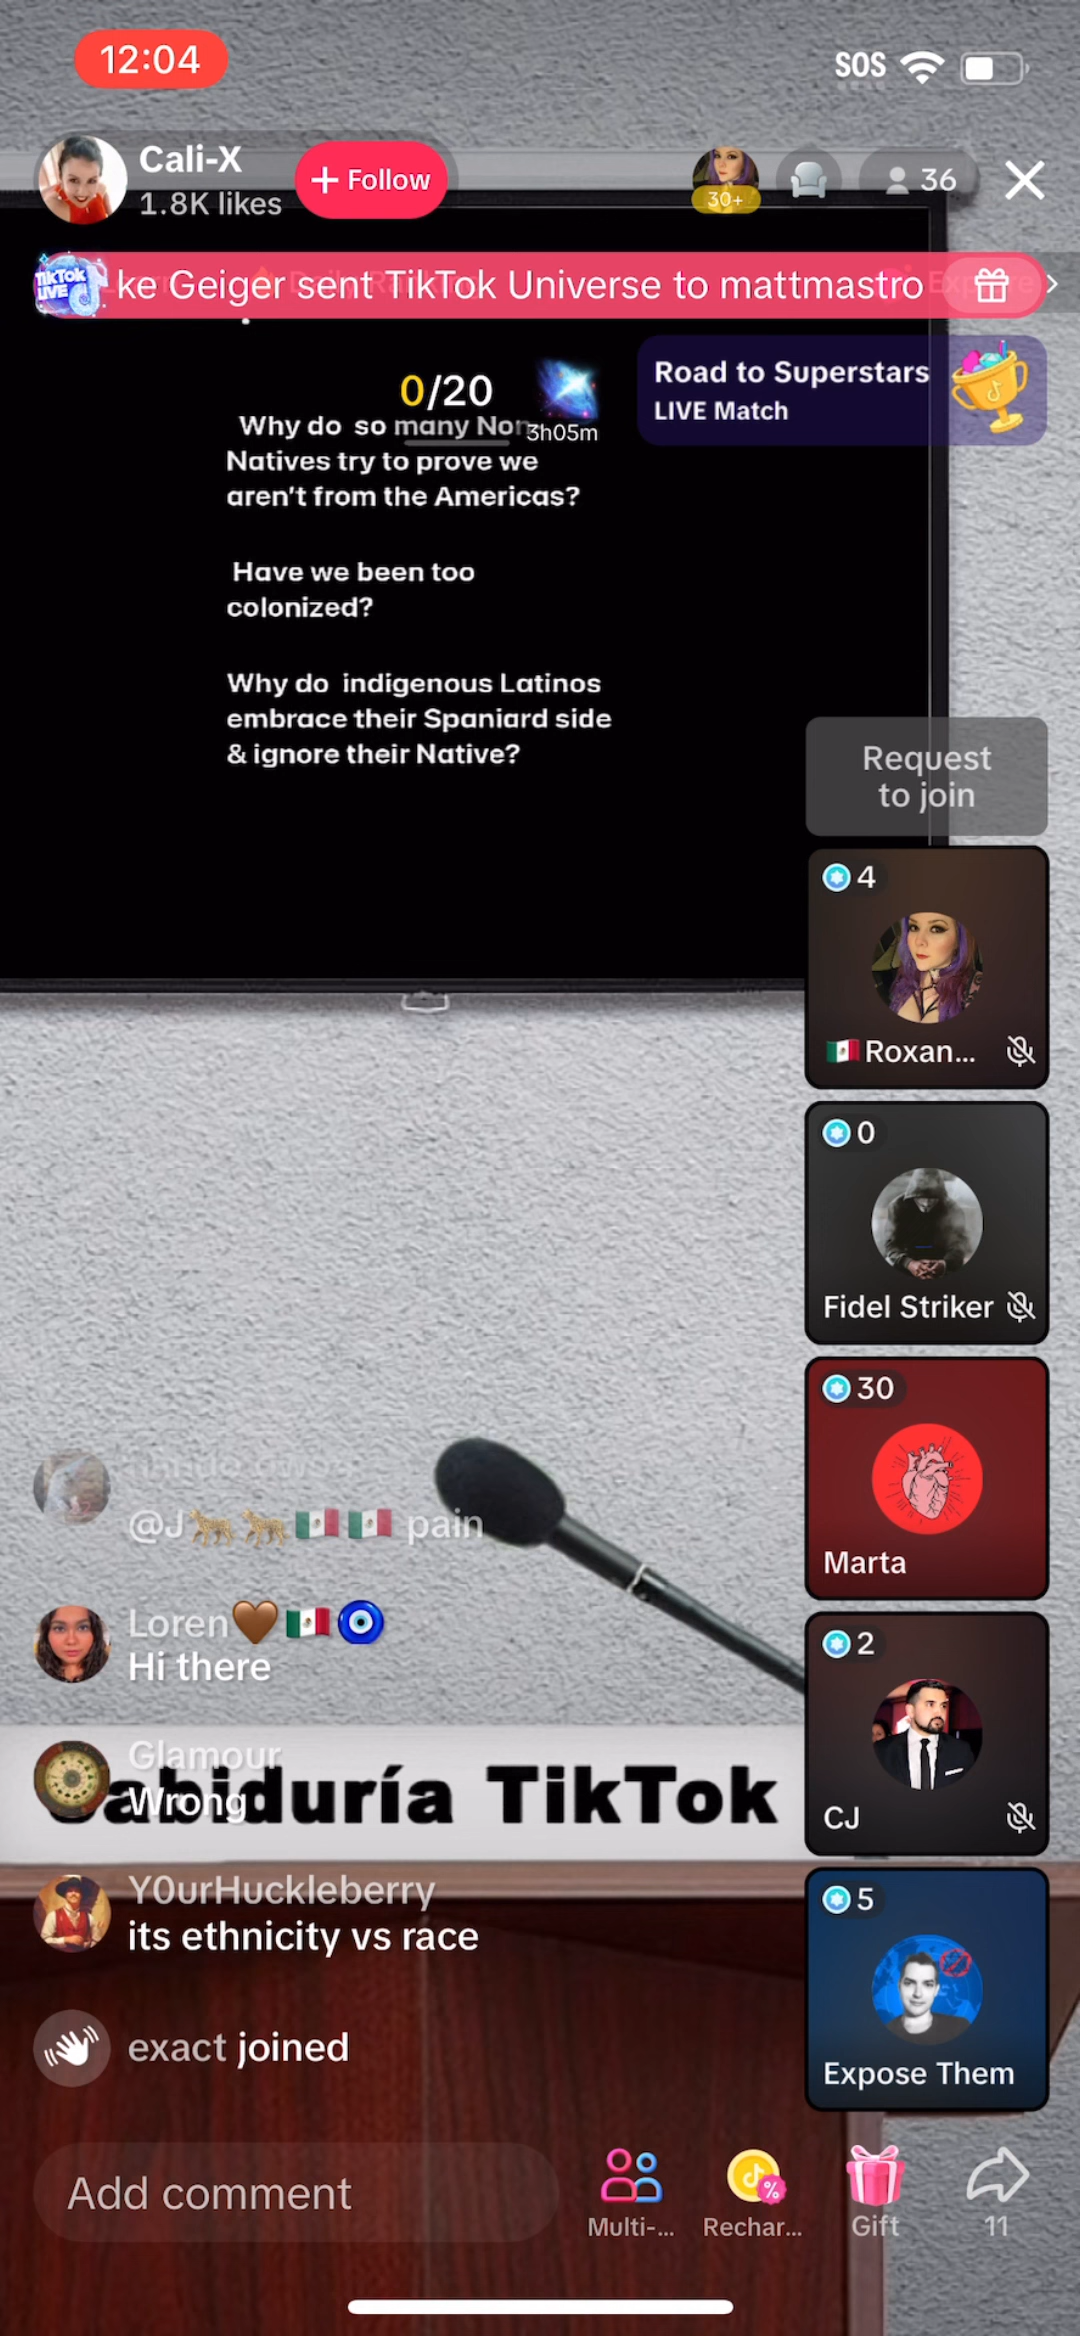 12:04
SOS
Cali-X
1.8K likes
+ Follow
30+
36
TikTok LIVE
ke Geiger sent TikTok Universe to mattmastro
0/20
3h05m
Road to Superstars
LIVE Match
Why do so many Non
Natives try to prove we
aren't from the Americas?
Have we been too
colonized?
Why do indigenous Latinos
embrace their Spaniard side
& ignore their Native?
Request
to join
4
🇲🇽Roxan...
0
Fidel Striker
30
Marta
2
CJ
5
Expose Them
@J🐆🐆🇲🇽🇲🇽 pain
Loren🤎🇲🇽🧿
Hi there
Glamour
Wrong
abiduría TikTok
Y0urHuckleberry
its ethnicity vs race
exact joined
Add comment
Multi-...
Rechar...
Gift
11